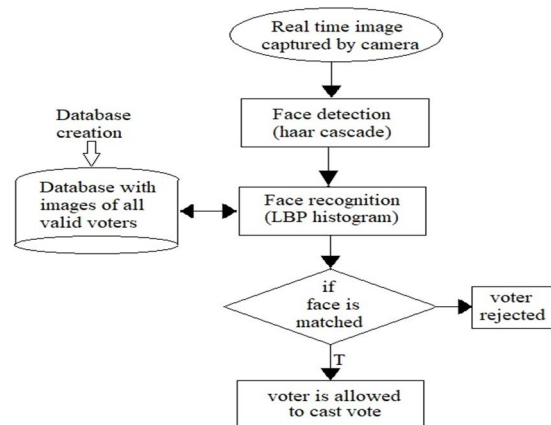 Real time image
captured by camera
Face detection
(haar cascade)
Database
creation
Database with
images of all
valid voters
Face recognition
(LBP histogram)
if
face is
matched
voter
rejected
T
voter is allowed
to cast vote